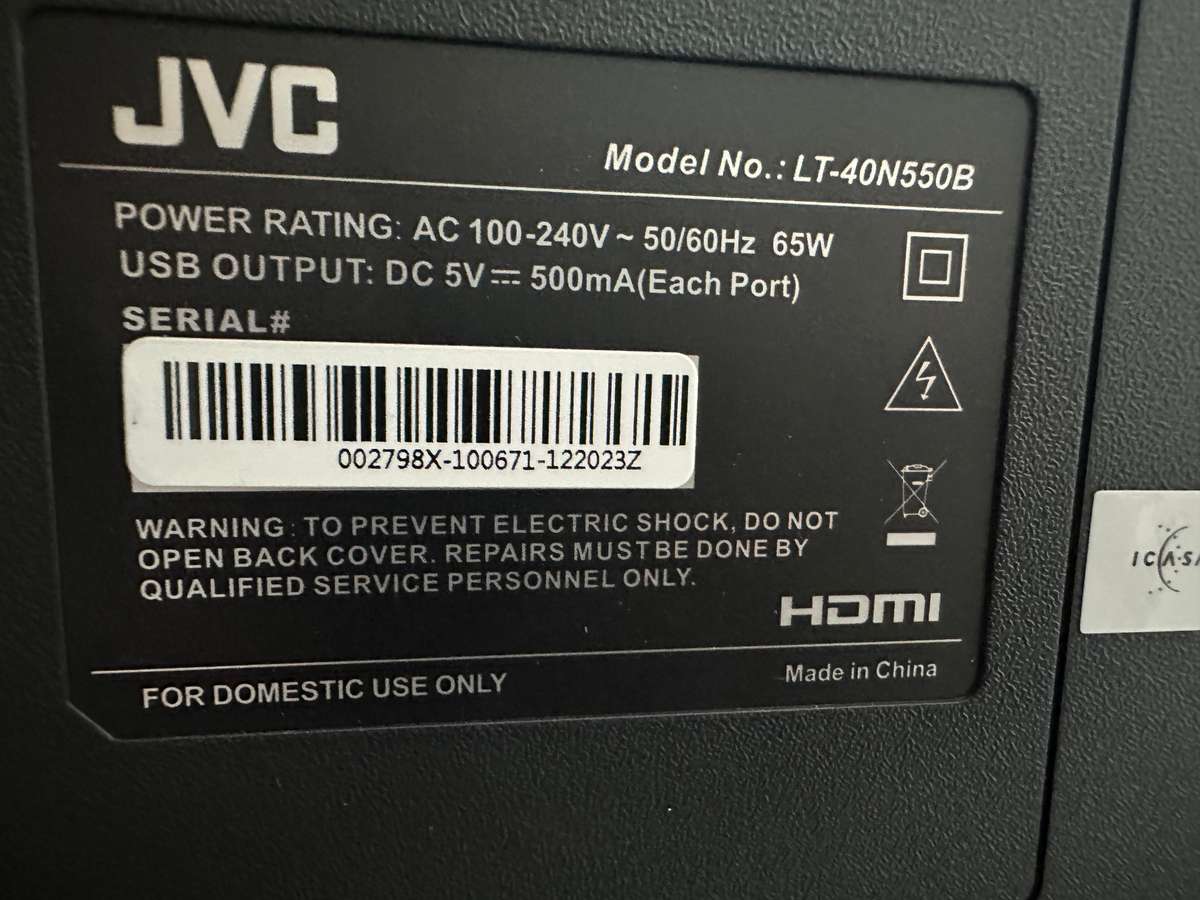 JVC
Model No.: LT-40N550B
POWER RATING: AC 100-240V ~ 50/60Hz 65W
USB OUTPUT: DC 5V⎓ 500mA(Each Port)
SERIAL#
002798X-100671-122023Z
WARNING: TO PREVENT ELECTRIC SHOCK, DO NOT
OPEN BACK COVER. REPAIRS MUSTBE DONE BY
QUALIFIED SERVICE PERSONNEL ONLY.
HDMI
FOR DOMESTIC USE ONLY
Made in China
ICASA